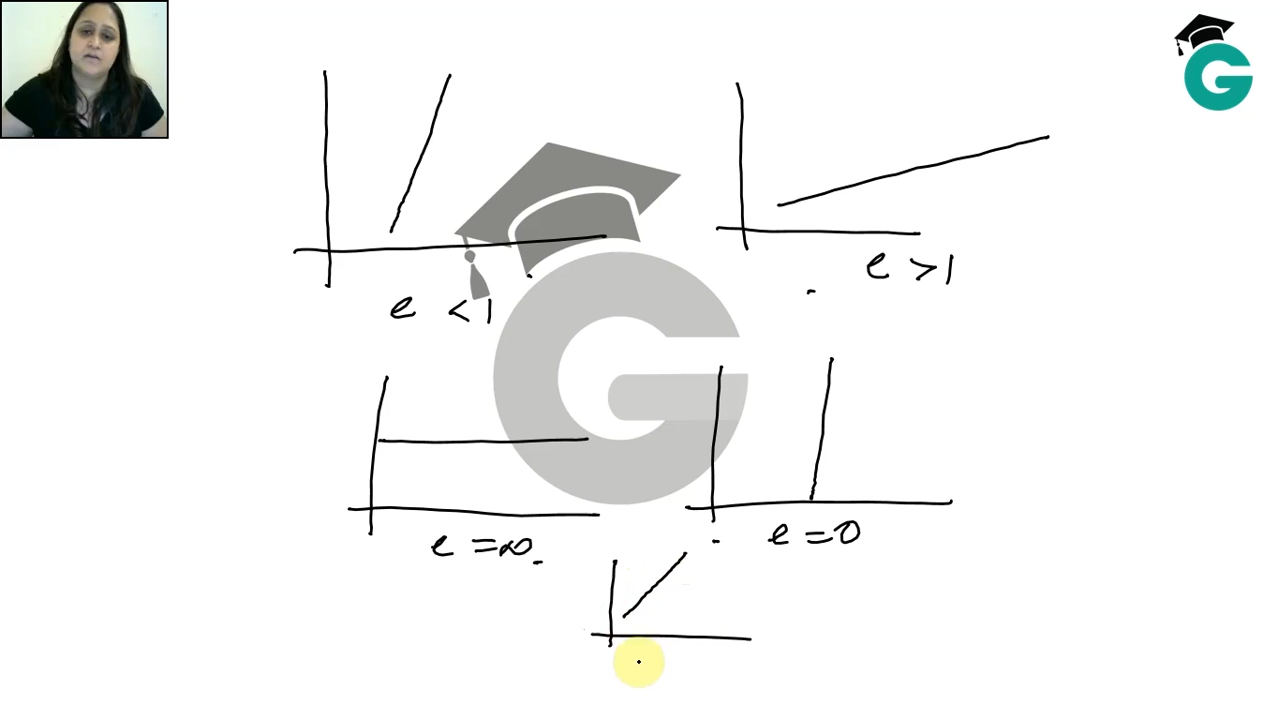 G
e < 1
e > 1
G
e = ∞
e = 0